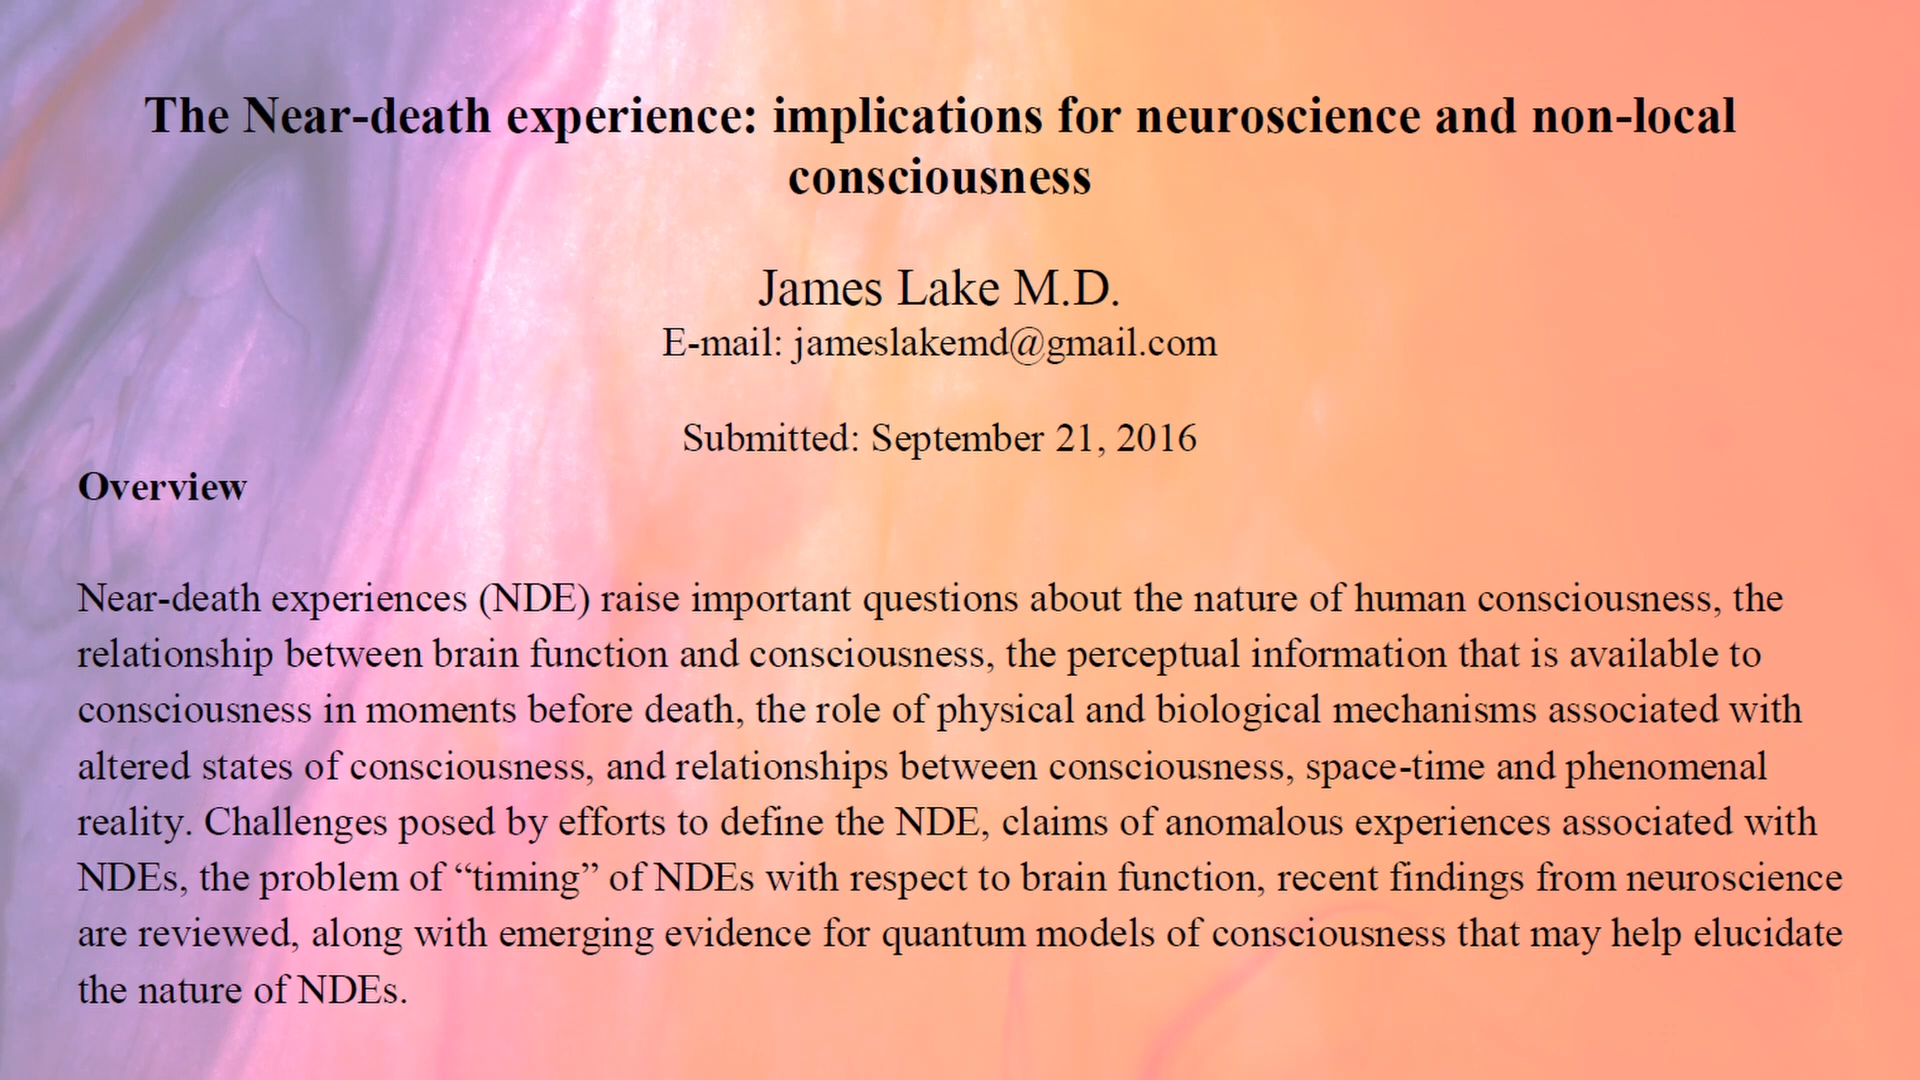 The Near-death experience: implications for neuroscience and non-local
consciousness
James Lake M.D.
E-mail: jameslakemd@gmail.com
Submitted: September 21, 2016
Overview
Near-death experiences (NDE) raise important questions about the nature of human consciousness, the
relationship between brain function and consciousness, the perceptual information that is available to
consciousness in moments before death, the role of physical and biological mechanisms associated with
altered states of consciousness, and relationships between consciousness, space-time and phenomenal
reality. Challenges posed by efforts to define the NDE, claims of anomalous experiences associated with
NDEs, the problem of “timing” of NDEs with respect to brain function, recent findings from neuroscience
are reviewed, along with emerging evidence for quantum models of consciousness that may help elucidate
the nature of NDEs.